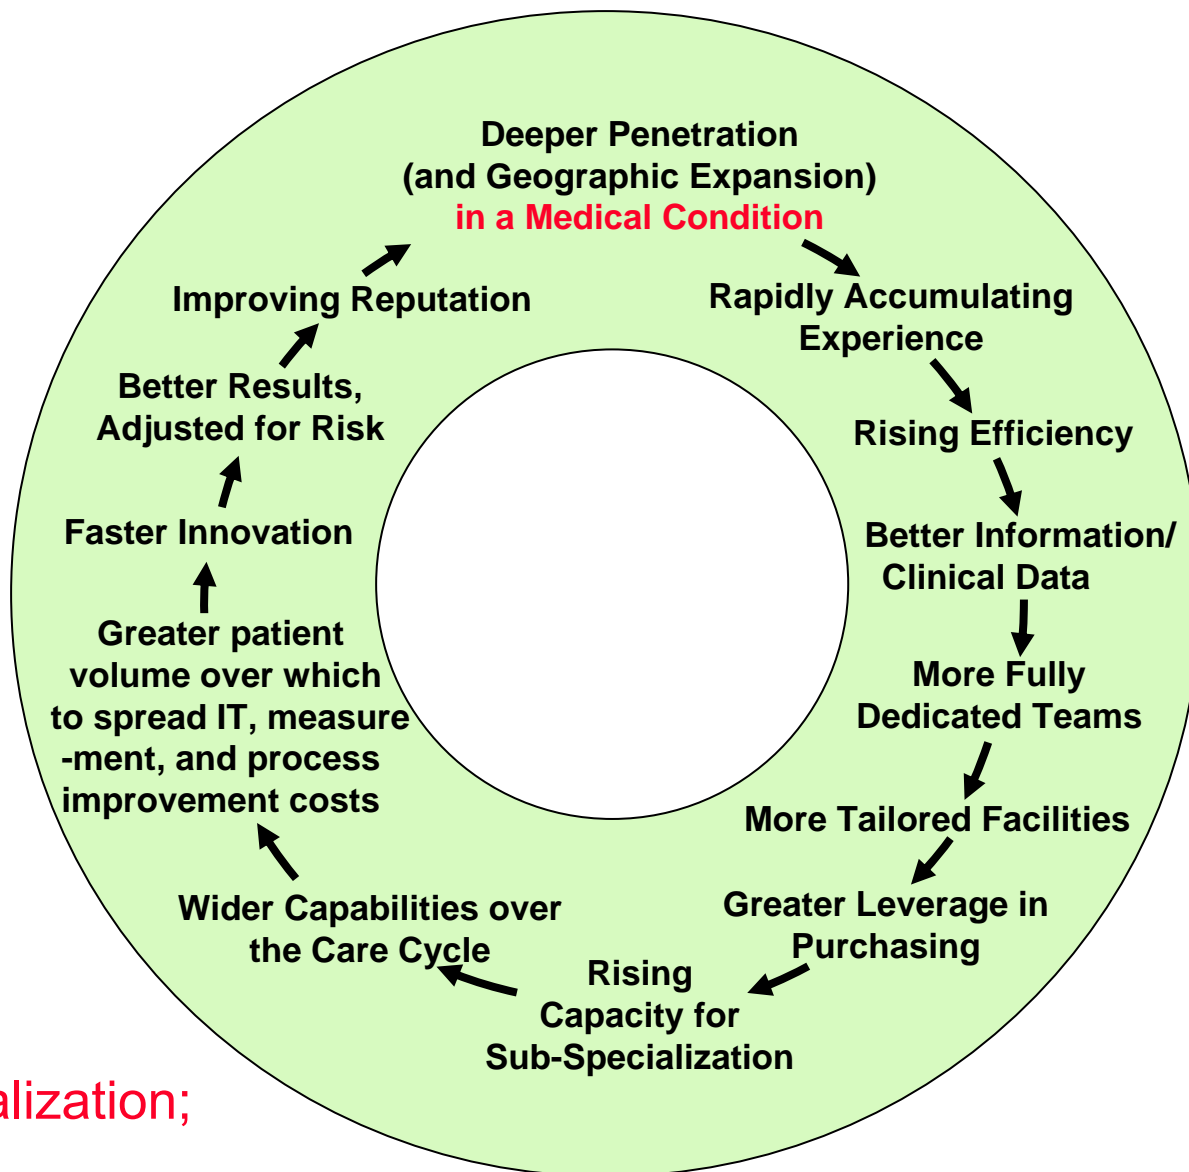 Deeper Penetration
(and Geographic Expansion)
in a Medical Condition
Rapidly Accumulating
Experience
Rising Efficiency
Better Information/
Clinical Data
More Fully
Dedicated Teams
More Tailored Facilities
Greater Leverage in
Purchasing
Rising
Capacity for
Sub-Specialization
Wider Capabilities over
the Care Cycle
Greater patient
volume over which
to spread IT, measure
-ment, and process
improvement costs
Faster Innovation
Better Results,
Adjusted for Risk
Improving Reputation
alization;